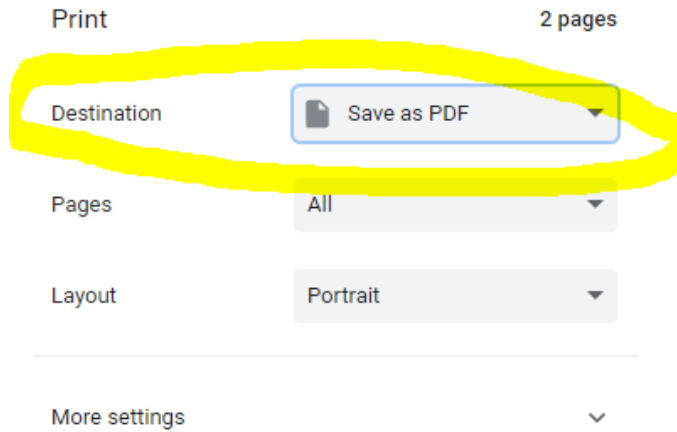 Print 2 pages
Destination Save as PDF
Pages All
Layout Portrait
More settings